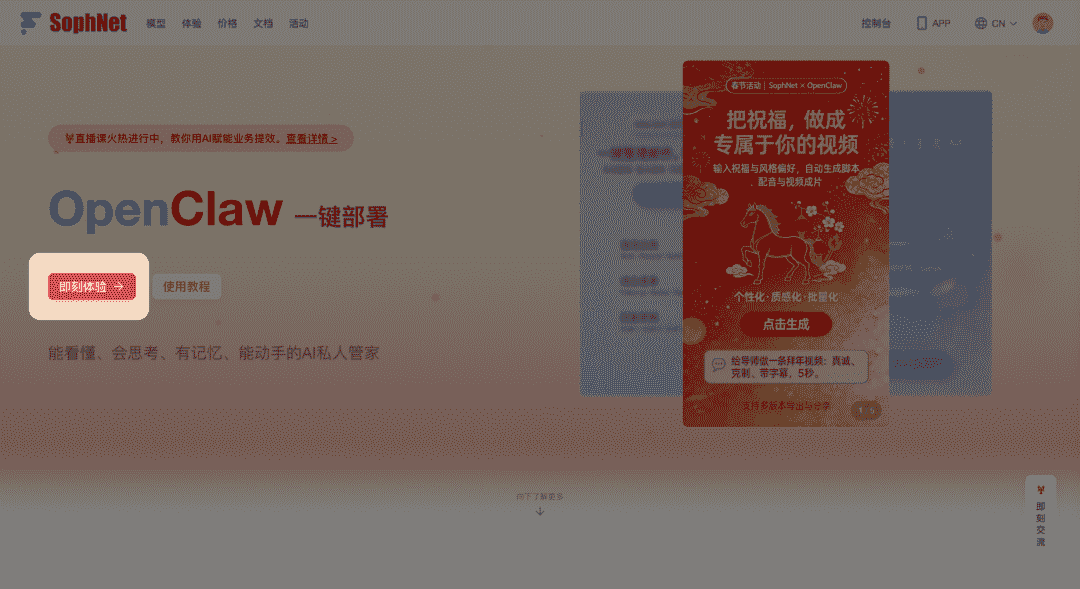 SophNet 模型 体验 价格 文档 活动 控制台 APP CN
直播课火热进行中，教你用AI赋能业务提效。查看详情 >
OpenClaw 一键部署
即刻体验 → 使用教程
能看懂、会思考、有记忆、能动手的AI私人管家
春节活动 | SophNet × OpenClaw
把祝福，做成
专属于你的视频
输入祝福与风格偏好，自动生成脚本
配音与视频成片
个性化·质感化·批量化
点击生成
给导师做一条拜年视频：真诚、
克制、带字幕，5秒。
支持多版本导出与分享
向下了解更多
即
刻
交
流